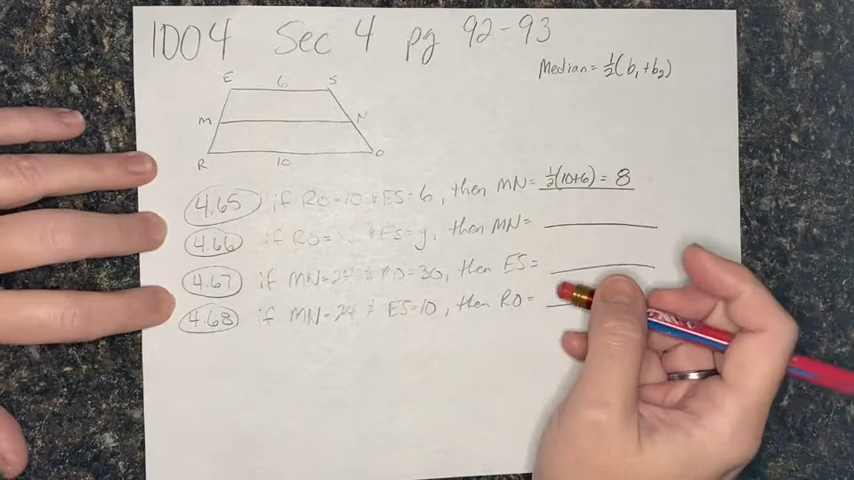 1004 Sec 4 pg 92-93
Median = ½(b₁+b₂)
E 6 S
M N
R 10 O
4.65 if RO=10 & ES=6, then MN= ½(10+6) = 8
4.66 if RO= & ES=y, then MN=
4.67 if MN=24 & RO=30, then ES=
4.68 if MN=24 & ES=10, then RO=